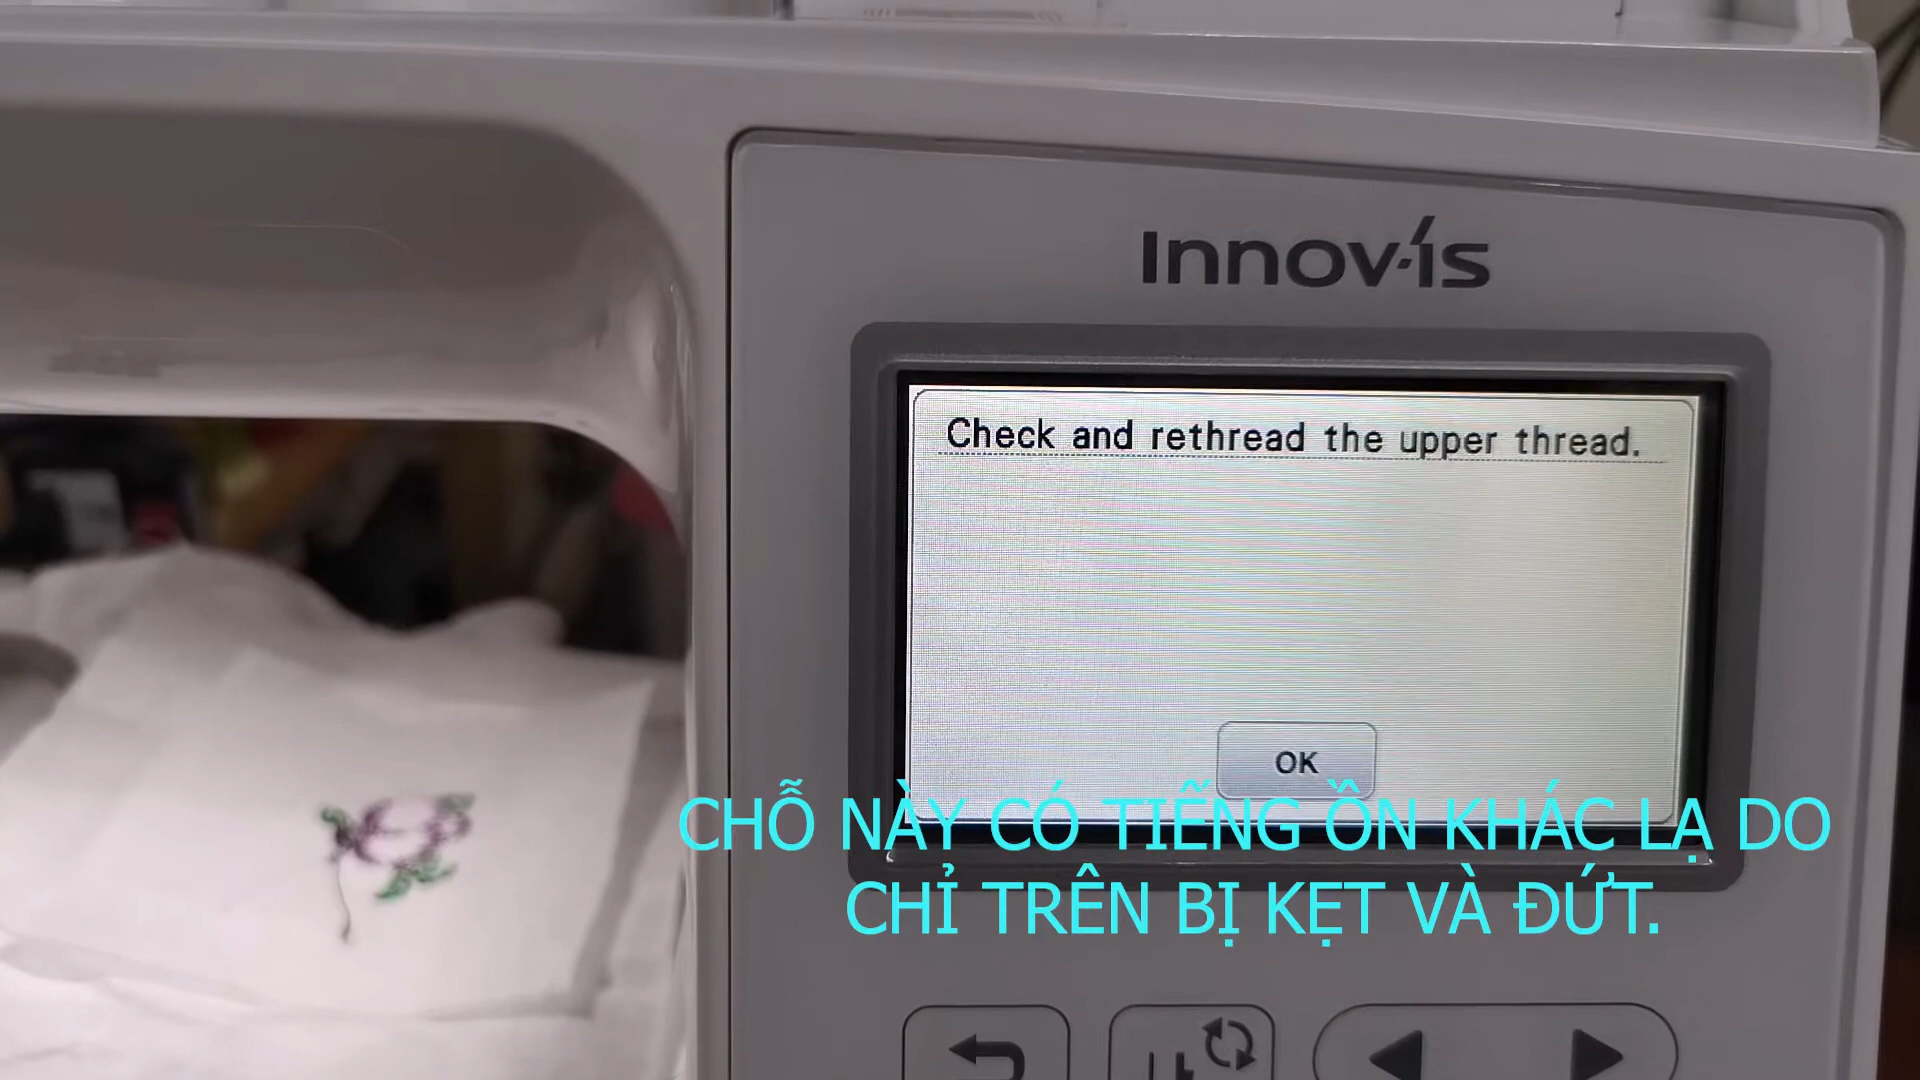 Innov-ís
Check and rethread the upper thread.
OK
CHỖ NÀY CÓ TIẾNG ỒN KHÁC LẠ DO
CHỈ TRÊN BỊ KẸT VÀ ĐỨT.